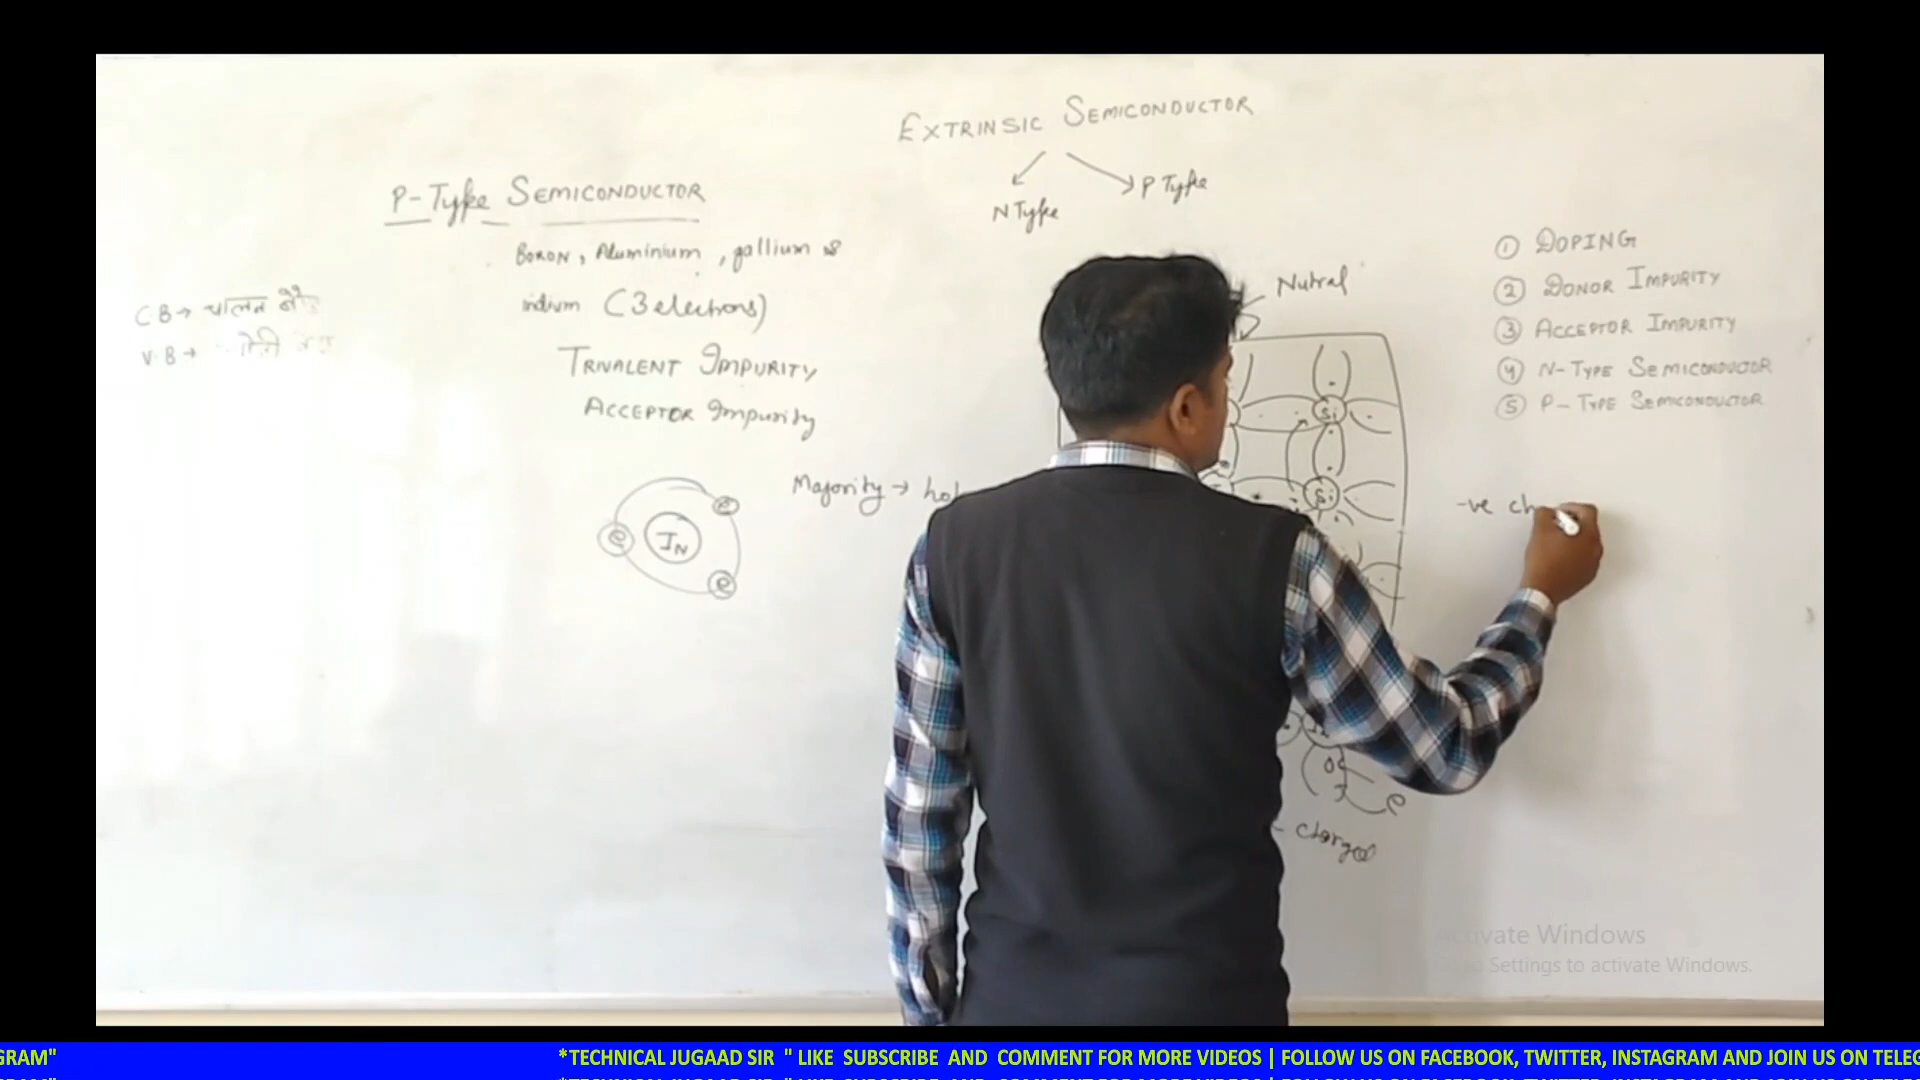 EXTRINSIC SEMICONDUCTOR
N Type
P Type
P-Type SEMICONDUCTOR
BORON, Aluminium, gallium &
indium (3 electrons)
TRIVALENT IMPURITY
ACCEPTOR Impurity
CB→ चालन
V.B→
Majority →
IN
e
e
e
Nutral
Si
Si
-ve ch
① DOPING
② DONOR IMPURITY
③ ACCEPTOR IMPURITY
④ N-TYPE SEMICONDUCTOR
⑤ P-TYPE SEMICONDUCTOR
e
- charge
Activate Windows
Settings to activate Windows.
GRAM" *TECHNICAL JUGAAD SIR " LIKE SUBSCRIBE AND COMMENT FOR MORE VIDEOS | FOLLOW US ON FACEBOOK, TWITTER, INSTAGRAM AND JOIN US ON TELEG